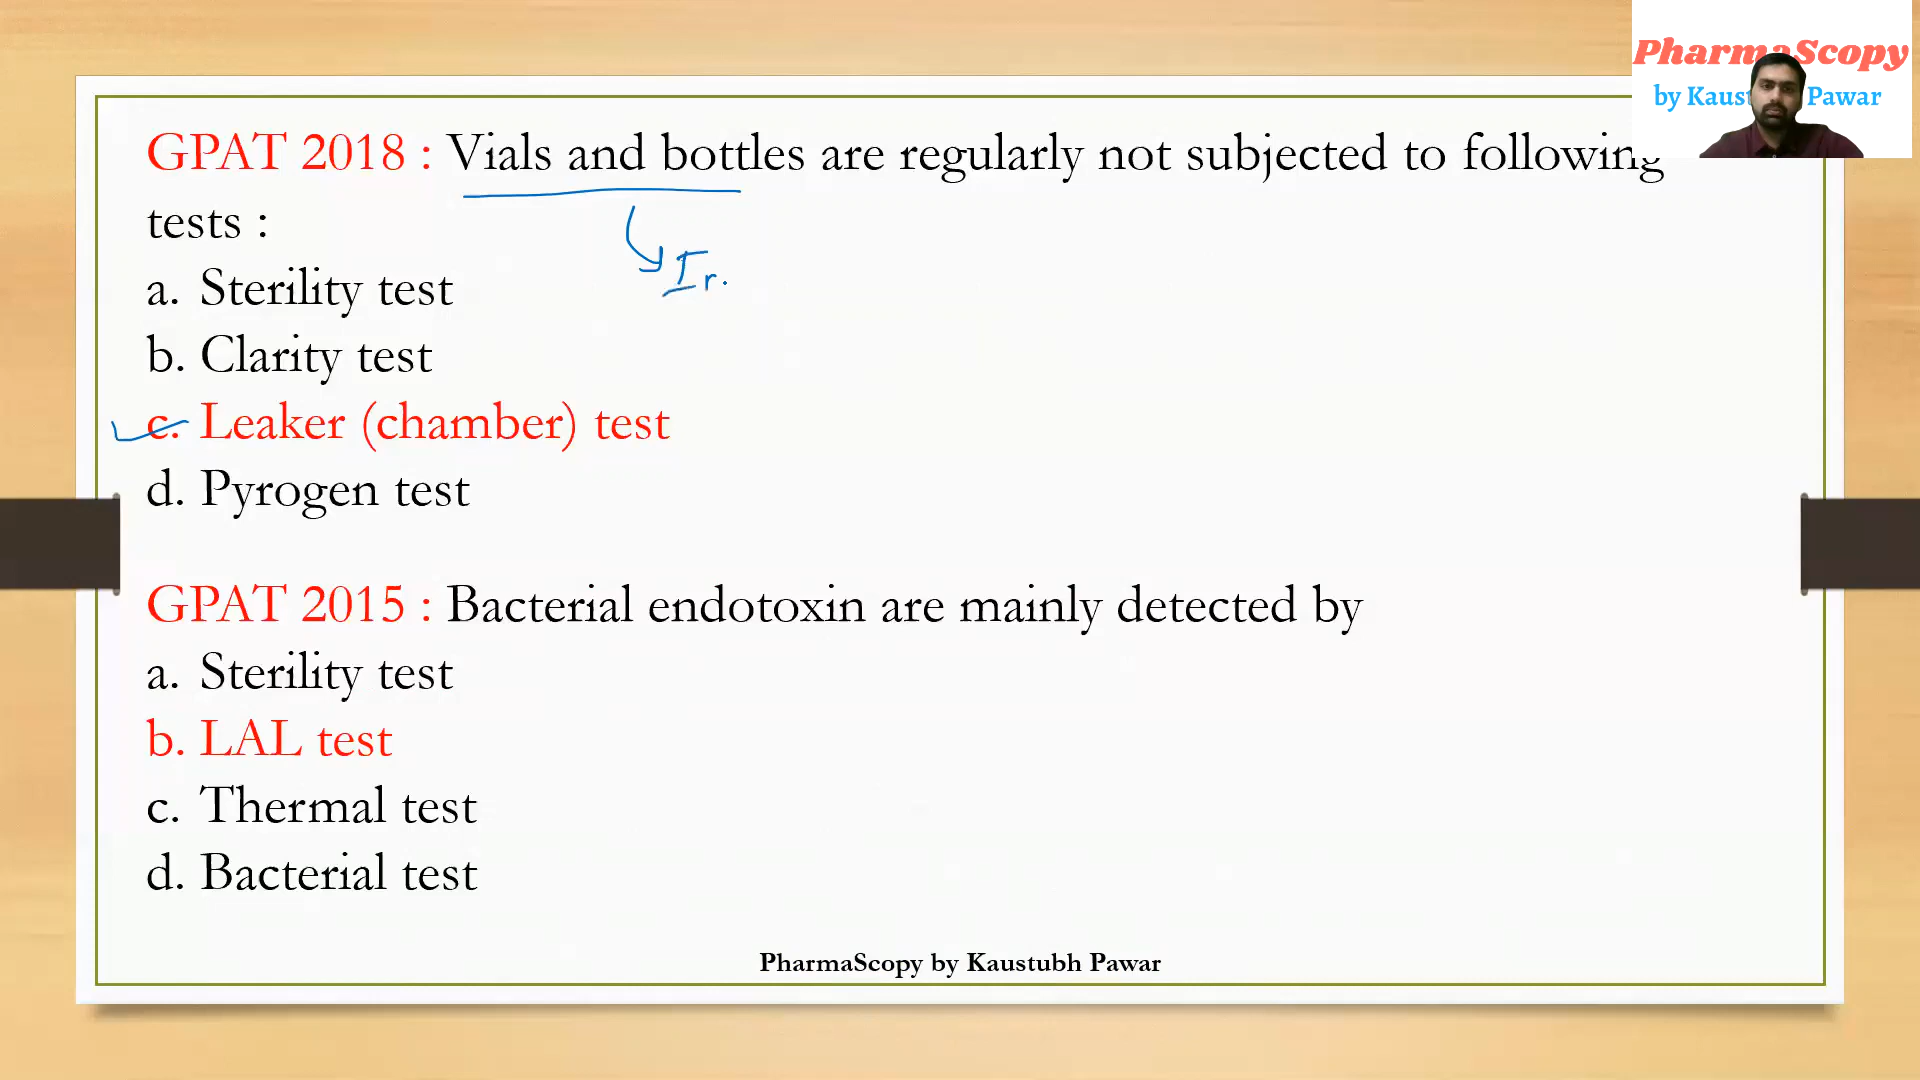 PharmaScopy
by Kaustubh Pawar
GPAT 2018 : Vials and bottles are regularly not subjected to following
tests :
Ir.
a. Sterility test
b. Clarity test
c. Leaker (chamber) test
d. Pyrogen test
GPAT 2015 : Bacterial endotoxin are mainly detected by
a. Sterility test
b. LAL test
c. Thermal test
d. Bacterial test
PharmaScopy by Kaustubh Pawar